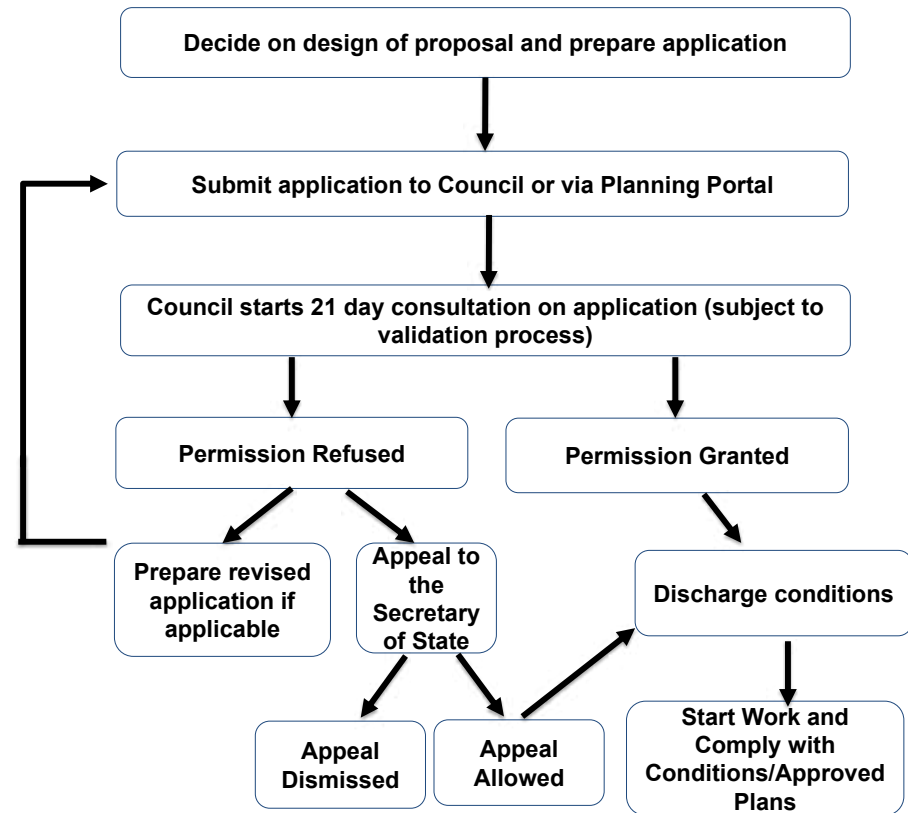 Decide on design of proposal and prepare application
Submit application to Council or via Planning Portal
Council starts 21 day consultation on application (subject to
validation process)
Permission Refused
Permission Granted
Prepare revised
application if
applicable
Appeal to
the
Secretary
of State
Discharge conditions
Appeal
Dismissed
Appeal
Allowed
Start Work and
Comply with
Conditions/Approved
Plans